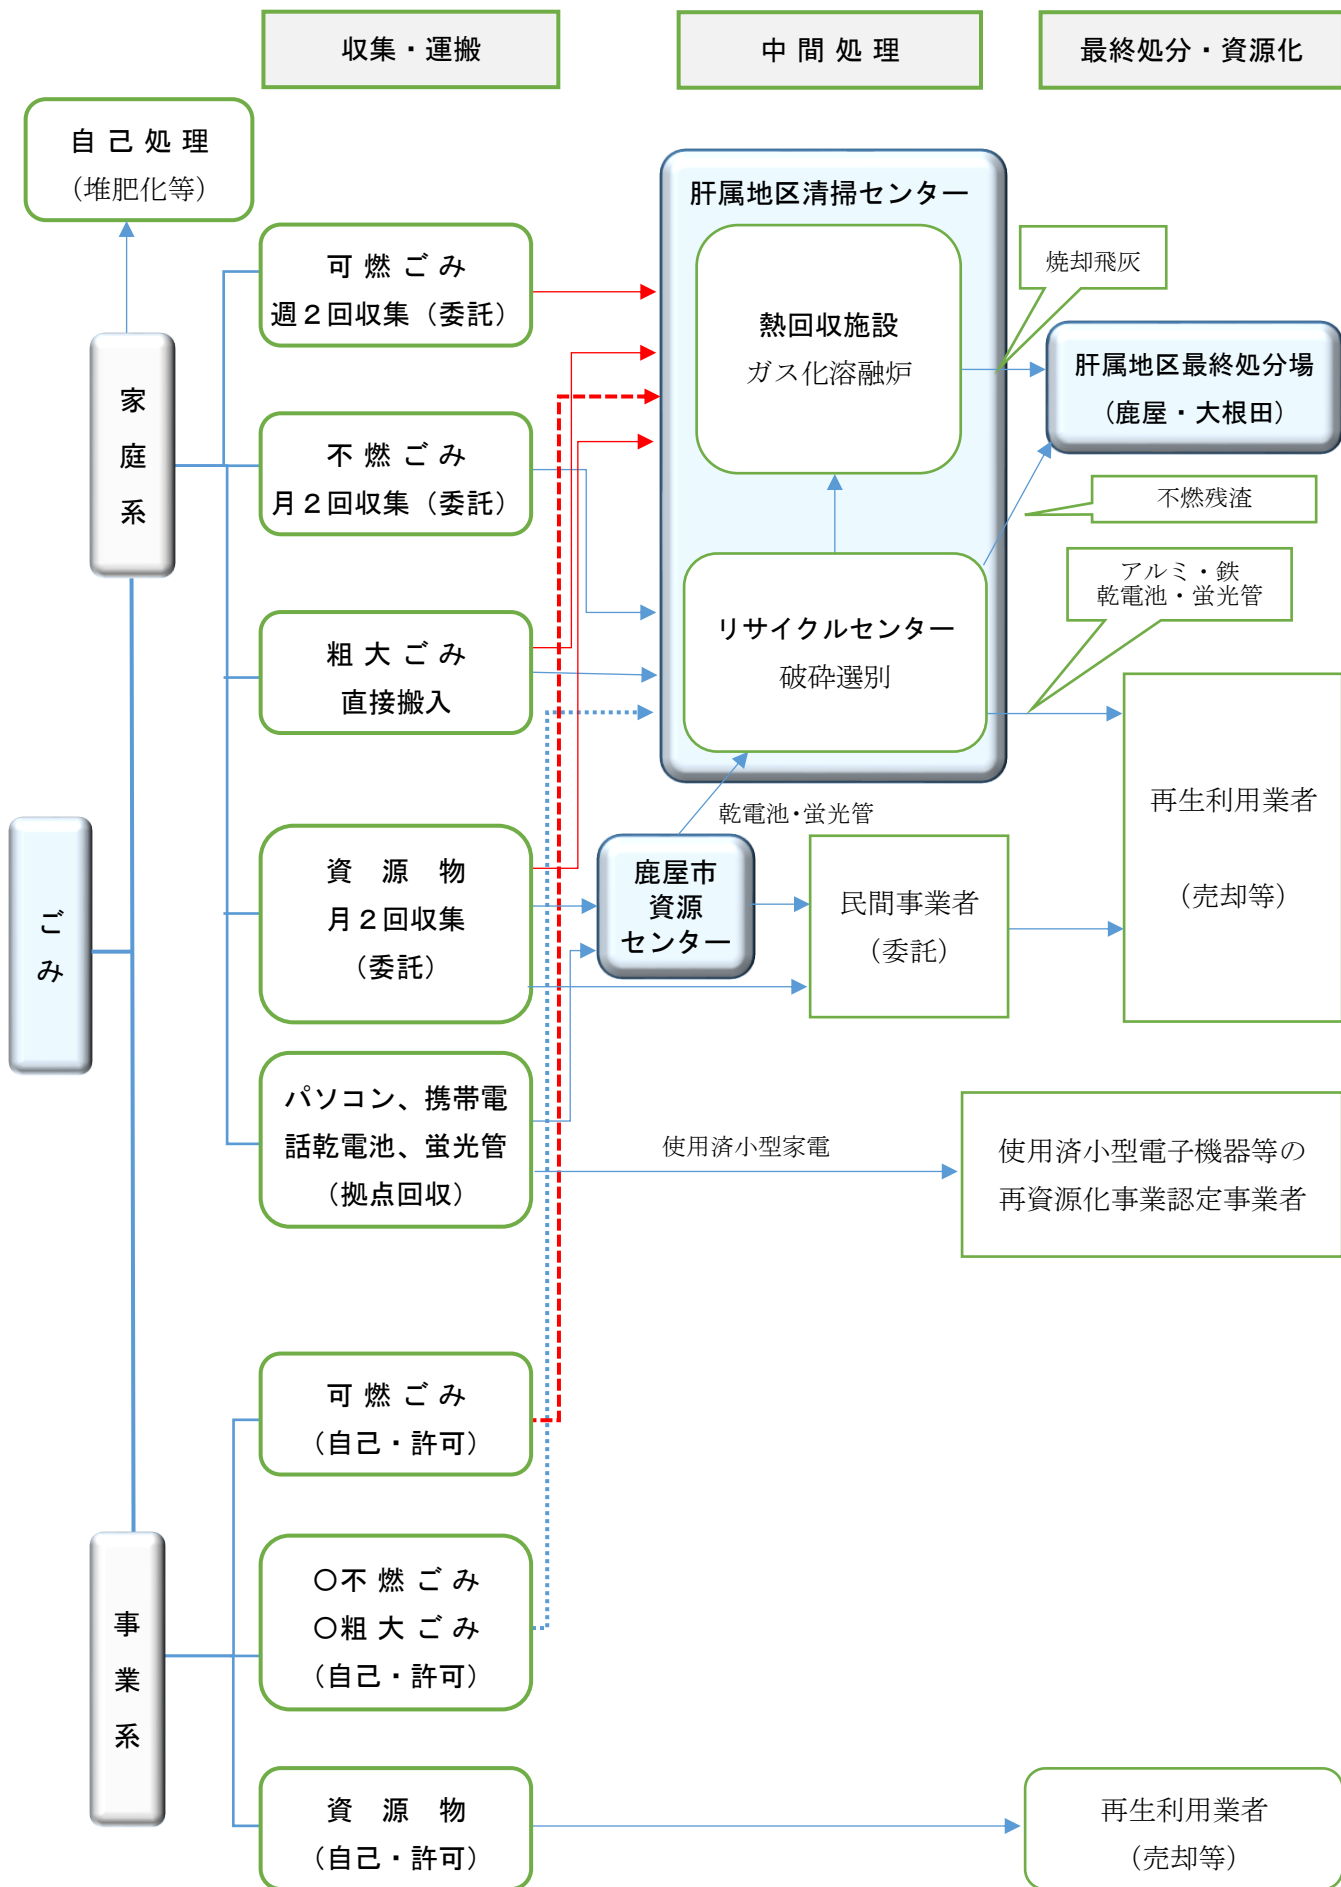 収集・運搬
中 間 処 理
最終処分・資源化
自 己 処 理
（堆肥化等）
肝属地区清掃センター
可 燃 ご み
週２回収集（委託）
焼却飛灰
熱回収施設
ガス化溶融炉
肝属地区最終処分場
（鹿屋・大根田）
家
庭
系
不 燃 ご み
月２回収集（委託）
不燃残渣
アルミ・鉄
乾電池・蛍光管
リサイクルセンター
破砕選別
粗 大 ご み
直接搬入
乾電池・蛍光管
再生利用業者
（売却等）
ご
み
資　源　物
月２回収集
（委託）
鹿屋市
資源
センター
民間事業者
（委託）
パソコン、携帯電
話乾電池、蛍光管
（拠点回収）
使用済小型家電
使用済小型電子機器等の
再資源化事業認定事業者
可 燃 ご み
（自己・許可）
事
業
系
〇不 燃 ご み
〇粗 大 ご み
（自己・許可）
資　源　物
（自己・許可）
再生利用業者
（売却等）